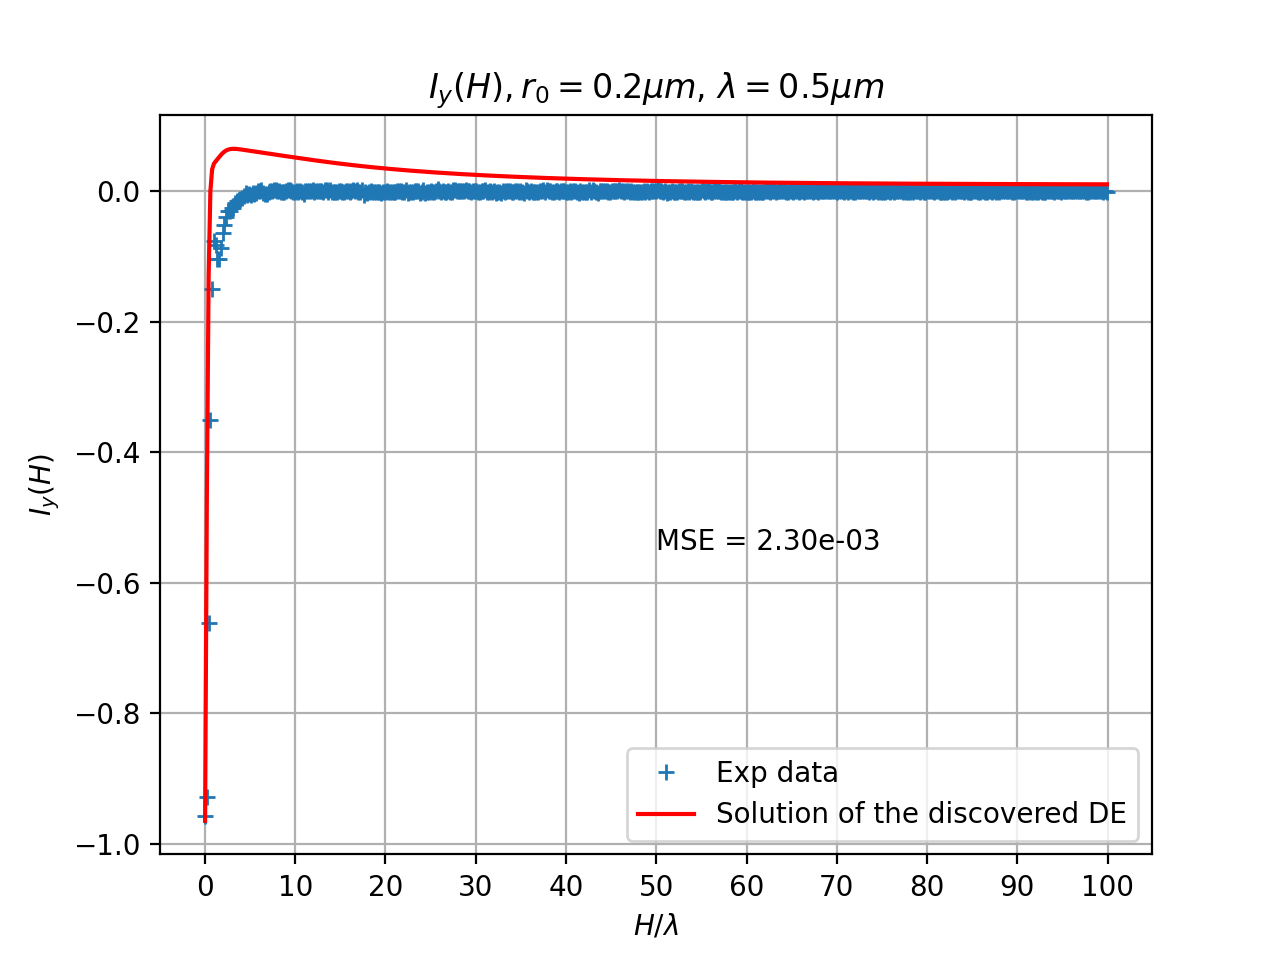 I_y(H), r_0 = 0.2μm, λ = 0.5μm
I_y(H)
0.0
−0.2
−0.4
−0.6
−0.8
−1.0
MSE = 2.30e-03
Exp data
Solution of the discovered DE
0 10 20 30 40 50 60 70 80 90 100
H/λ